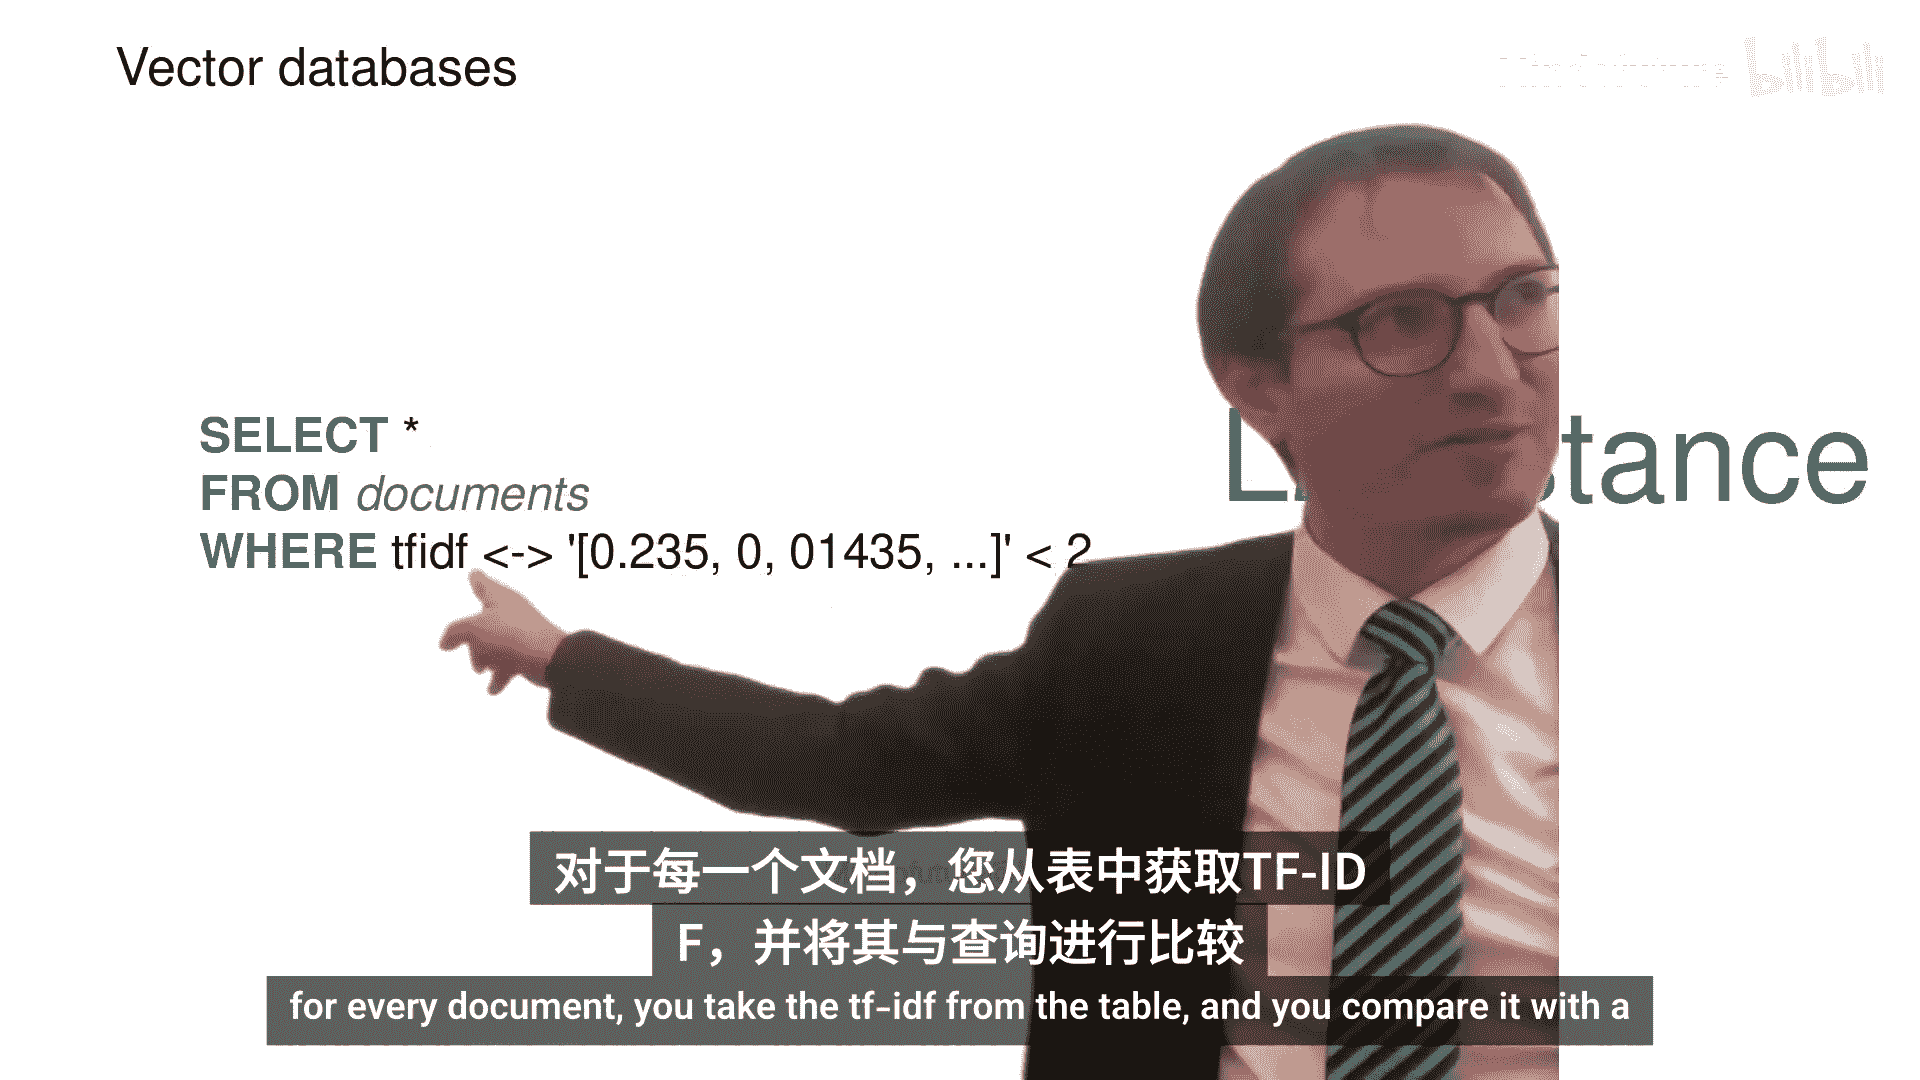 Vector databases
bilibili
SELECT *
FROM documents
WHERE tfidf <-> '[0.235, 0, 01435, ...]' < 2
tance
对于每一个文档，您从表中获取TF-ID
F，并将其与查询进行比较
for every document, you take the tf-idf from the table, and you compare it with a